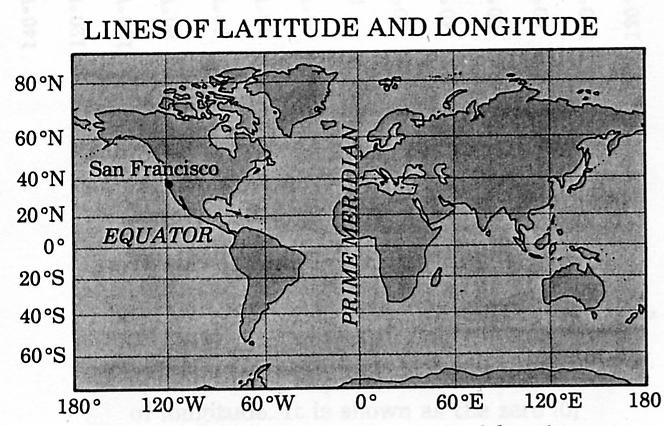 LINES OF LATITUDE AND LONGITUDE
80°N
60°N
San Francisco
40°N
20°N
EQUATOR
0°
20°S
40°S
60°S
PRIME MERIDIAN
180° 120°W 60°W 0° 60°E 120°E 180°